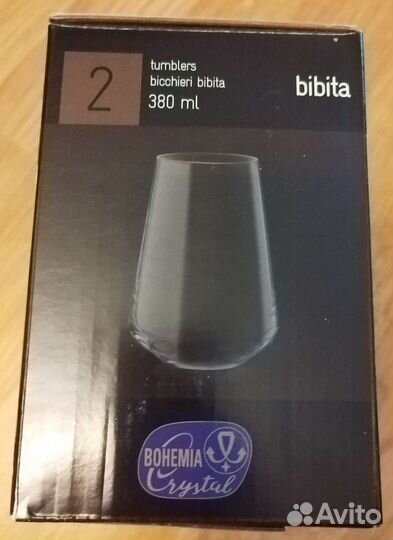 2
tumblers
bicchieri bibita
380 ml
bibita
BOHEMIA
Crystal
Avito